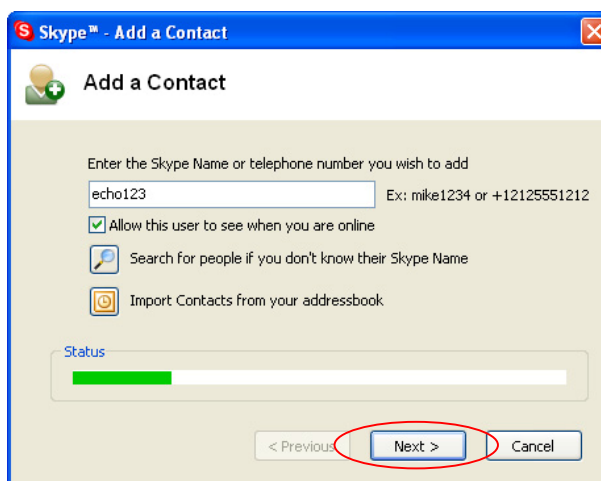 S Skype™ - Add a Contact
Add a Contact
Enter the Skype Name or telephone number you wish to add
echo123 Ex: mike1234 or +12125551212
Allow this user to see when you are online
Search for people if you don't know their Skype Name
Import Contacts from your addressbook
Status
< Previous Next > Cancel